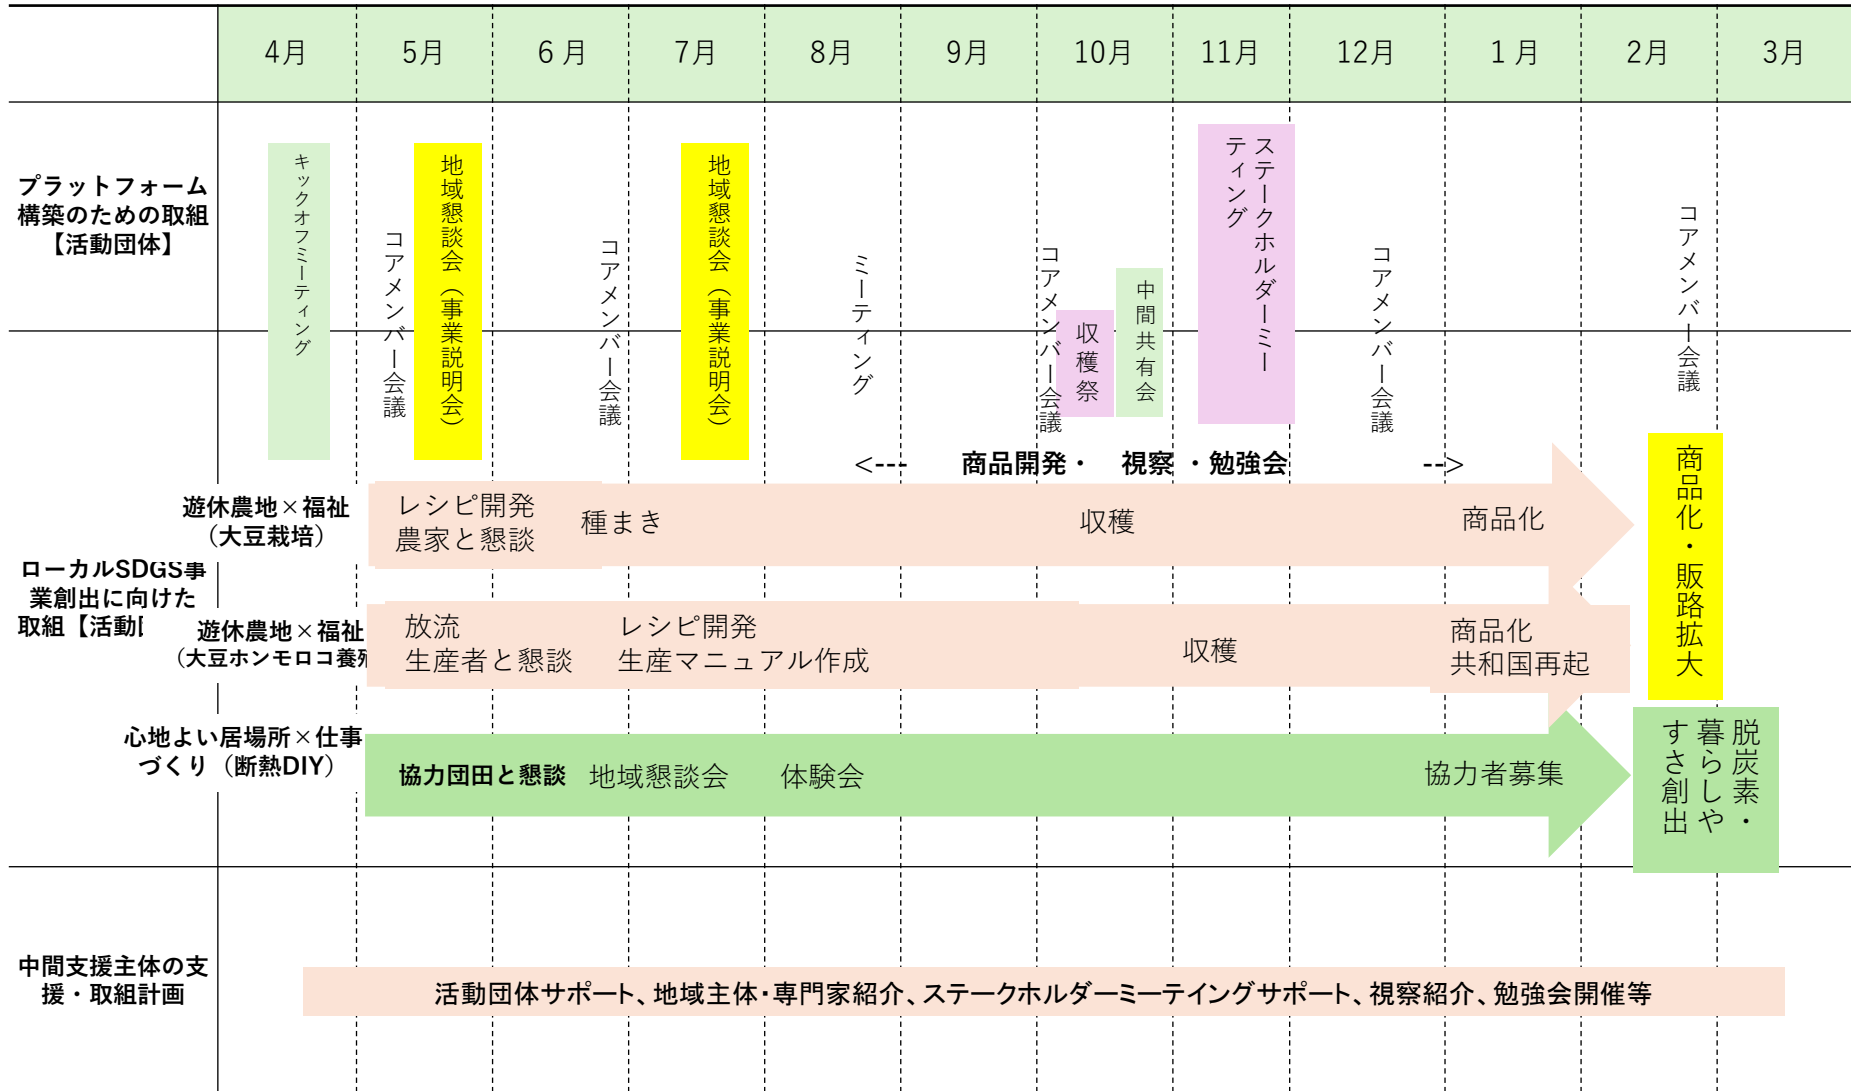 4月
5月
6 月
7月
8月
9月
10月
11月
12月
1 月
2月
3月
プラットフォーム
構築のための取組
【活動団体】
キックオフミーティング
コアメンバー会議
地域懇談会（事業説明会）
コアメンバー会議
地域懇談会（事業説明会）
ミーティング
コアメンバー会議
収穫祭
中間共有会
ステークホルダーミー
ティング
コアメンバー会議
コアメンバー会議
<--- 商品開発・ 視察 ・勉強会 -->
ローカルSDGS事
業創出に向けた
取組【活動
遊休農地×福祉
（大豆栽培）
レシピ開発
農家と懇談
種まき
収穫
商品化
商品化・販路拡大
遊休農地×福祉
（大豆ホンモロコ養殖
放流
生産者と懇談
レシピ開発
生産マニュアル作成
収穫
商品化
共和国再起
心地よい居場所×仕事
づくり（断熱DIY）
協力団田と懇談
地域懇談会
体験会
協力者募集
脱炭素・
暮らしや
すさ創出
中間支援主体の支
援・取組計画
活動団体サポート、地域主体・専門家紹介、ステークホルダーミーテイングサポート、視察紹介、勉強会開催等